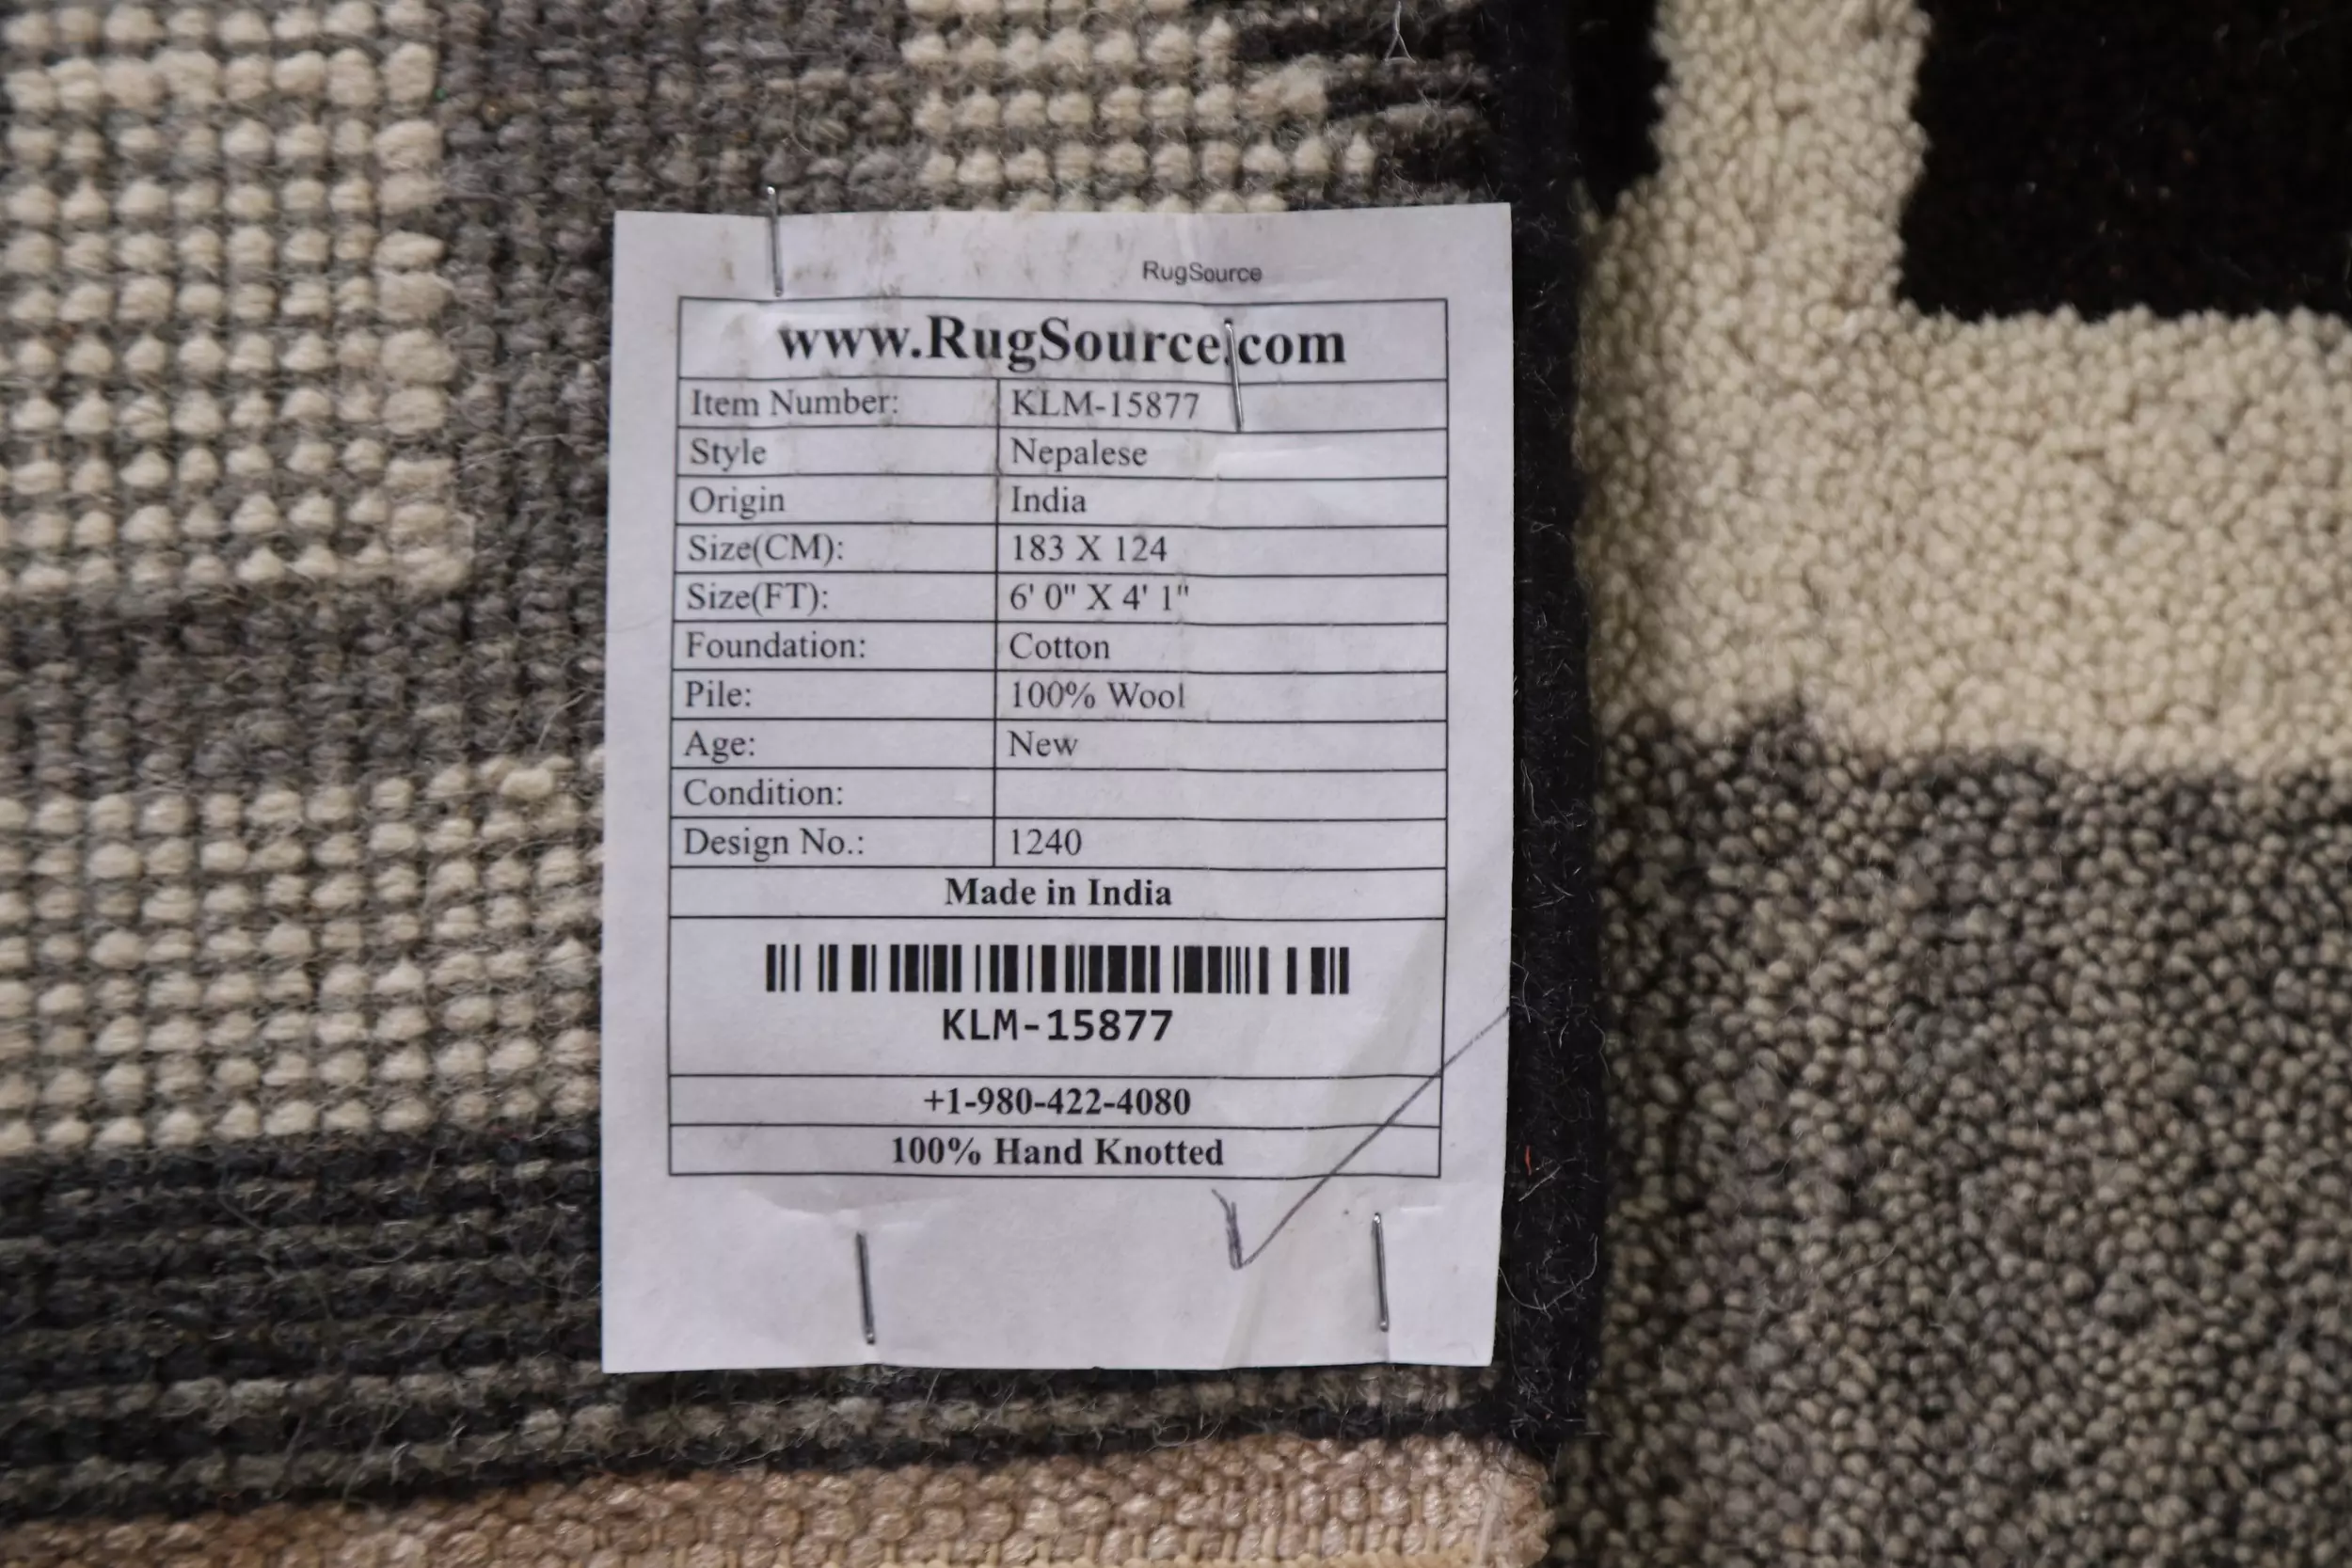 RugSource
www.RugSource.com
Item Number: KLM-15877
Style Nepalese
Origin India
Size(CM): 183 X 124
Size(FT): 6' 0" X 4' 1"
Foundation: Cotton
Pile: 100% Wool
Age: New
Condition:
Design No.: 1240
Made in India
KLM-15877
+1-980-422-4080
100% Hand Knotted